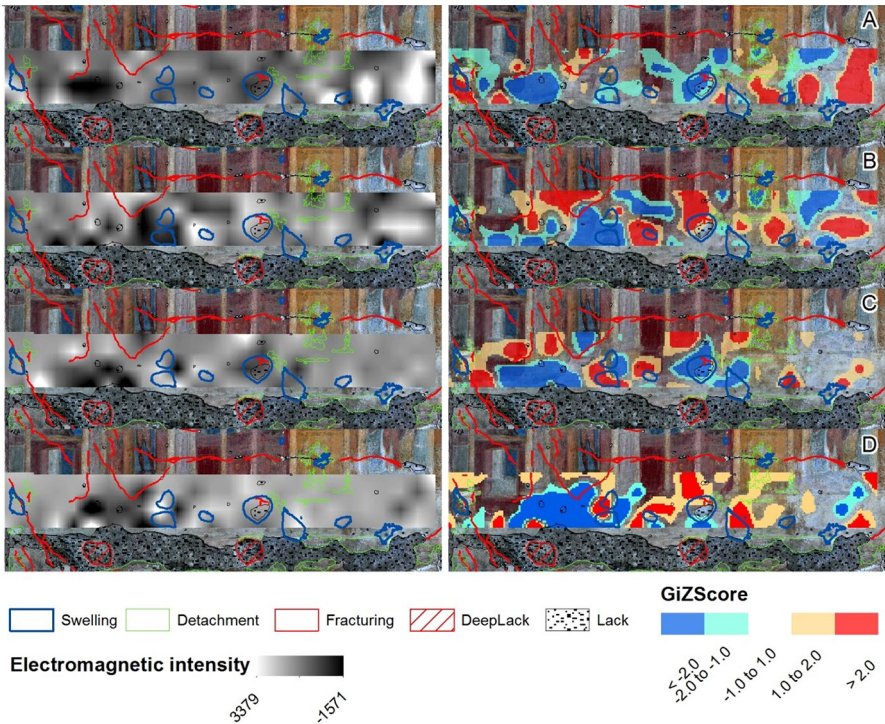 A
B
C
D
Swelling
Detachment
Fracturing
DeepLack
Lack
GiZScore
< -2.0
-2.0 to -1.0
-1.0 to 1.0
1.0 to 2.0
> 2.0
Electromagnetic intensity
3379
-1571